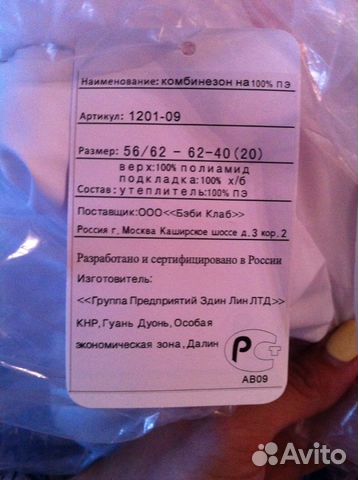 Наименование: комбинезон на 100% ПЭ
Артикул: 1201-09
Размер: 56/62 - 62-40(20)
верх:100% полиамид
подкладка:100% х/б
Состав: утеплитель:100% ПЭ
Поставщик:ООО<<Бэби Клаб>>
Россия г, Москва Каширское шоссе д.3 кор.2
Разработано и сертифицировано в России
Изготовитель:
<<Группа Предприятий Эдин Лин ЛТД>>
КНР, Гуань Дуонь, Особая
экономическая зона, Далин
РСТ
АВ09
Avito